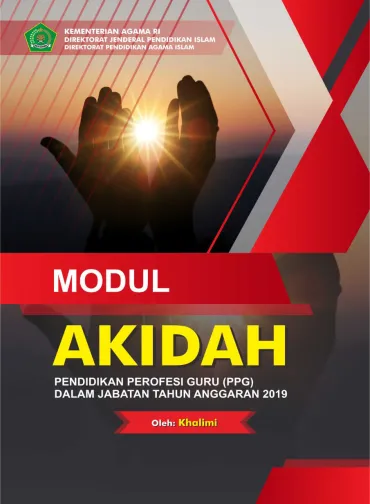 KEMENTERIAN AGAMA RI
DIREKTORAT JENDERAL PENDIDIKAN ISLAM
DIREKTORAT PENDIDIKAN AGAMA ISLAM
MODUL
AKIDAH
PENDIDIKAN PEROFESI GURU (PPG)
DALAM JABATAN TAHUN ANGGARAN 2019
Oleh: Khalimi